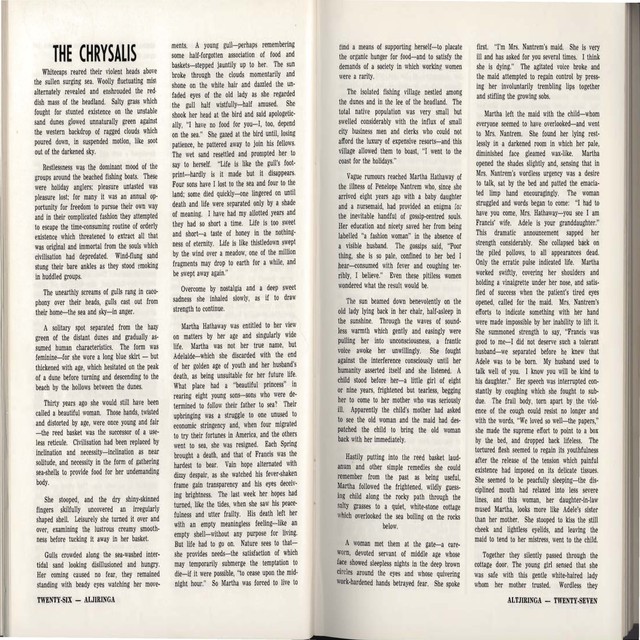 THE CHRYSALIS
Whitecaps reared their violent heads above
the sullen surging sea. Woolly fluctuating mist
alternately revealed and enshrouded the red-
dish mass of the headland. Salty grass which
fought for stunted existence on the unstable
sand dunes glowed unnaturally green against
the western backdrop of ragged clouds which
poured down, in suspended motion, like soot
out of the darkened sky.
Restlessness was the dominant mood of the
groups around the beached fishing boats. These
were holiday anglers; pleasure untasted was
pleasure lost; for many it was an annual op-
portunity for freedom to pursue their own way
and in their complicated fashion they attempted
to escape the time-consuming routine of orderly
existence which threatened to extract all that
was original and immortal from the souls which
civilisation had depredated. Wind-flung sand
stung their bare ankles as they stood smoking
in huddled groups.
The unearthly screams of gulls rang in caco-
phony over their heads, gulls cast out from
their home—the sea and sky—in anger.
A solitary spot separated from the hazy
green of the distant dunes and gradually as-
sumed human characteristics. The form was
feminine—for she wore a long blue skirt — but
thickened with age, which hesitated on the peak
of a dune before turning and descending to the
beach by the hollows between the dunes.
Thirty years ago she would still have been
called a beautiful woman. Those hands, twisted
and distorted by age, were once young and fair
—the reed basket was the successor of a use-
less reticule. Civilisation had been replaced by
inclination and necessity—inclination as near
solitude, and necessity in the form of gathering
sea-shells to provide food for her undemanding
body.
She stooped, and the dry shiny-skinned
fingers skilfully uncovered an irregularly
shaped shell. Leisurely she turned it over and
over, examining the lustrous creamy smooth-
ness before tucking it away in her basket.
Gulls crowded along the sea-washed inter-
tidal sand looking disillusioned and hungry.
Her coming caused no fear, they remained
standing with beady eyes watching her move-
TWENTY-SIX — ALJIRINGA
ments. A young gull—perhaps remembering
some half-forgotten association of food and
baskets—stepped jauntily up to her. The sun
broke through the clouds momentarily and
shone on the white hair and dazzled the un-
faded eyes of the old lady as she regarded
the gull half wistfully—half amused. She
shook her head at the bird and said apologetic-
ally, "I have no food for you—I, too, depend
on the sea." She gazed at the bird until, losing
patience, he puttered away to join his fellows.
The wet sand resettled and prompted her to
say to herself. "Life is like the gull's foot-
print—hardly is it made but it disappears.
Four sons have I lost to the sea and four to the
land; some died quickly—one lingered on until
death and life were separated only by a shade
of meaning. I have had my allotted years and
they had so short a time. Life is too sweet
and short—a taste of honey in the nothing-
ness of eternity. Life is like thistledown swept
by the wind over a meadow, one of the million
fragments may drop to earth for a while, and
be swept away again."
Overcome by nostalgia and a deep sweet
sadness she inhaled slowly, as if to draw
strength to continue.
Martha Hathaway was entitled to her view
on matters by age and singularly wide
life. Martha was not her true name, but
Adelaide—which she discarded with the end
of her golden age of youth and her husband's
death, as being unsuitable for her future life.
What place had a "beautiful princess" in
rearing eight young sons—sons who were de-
termined to follow their father to sea? Their
upbringing was a struggle to one unused to
economic stringency and, when four migrated
to try their fortunes in America, and the others
went to sea, she was resigned. Each Spring
brought a death, and that of Francis was the
hardest to bear. Vain hope alternated with
dizzy despair, as she watched his fever-shaken
frame gain transparency and his eyes deceiv-
ing brightness. The last week her hopes had
turned, like the tides, when she saw his peace-
fulness and utter frailty. His death left her
with an empty meaningless feeling—like an
empty shell—without any purpose for living.
But life had to go on. Nature sees to that—
she provides needs—the satisfaction of which
may temporarily submerge the temptation to
die—if it were possible, "to cease upon the mid-
night hour." So Martha was forced to live to
find a means of supporting herself—to placate
the organic hunger for food—and to satisfy the
demands of a society in which working women
were a rarity.
The isolated fishing village nestled among
the dunes and in the lee of the headland. The
total native population was very small but
swelled considerably with the influx of small
city business men and clerks who could not
afford the luxury of expensive resorts—and this
village allowed them to boast, "I went to the
coast for the holidays."
Vague rumours reached Martha Hathaway of
the illness of Penelope Nantrem who, since she
arrived eight years ago with a baby daughter
and a nursemaid, had provided an enigma to
the inevitable handful of gossip-centred souls.
Her education and nicety saved her from being
labelled "a fashion woman" in the absence of
a visible husband. The gossips said, "Poor
thing, she is so pale, confined to her bed I
hear—consumed with fever and coughing ter-
ribly, I believe." Even these pitiless women
wondered what the result would be.
The sun beamed down benevolently on the
old lady lying back in her chair, half-asleep in
the sunshine. Through the waves of sound-
less warmth which gently and easingly were
pulling her into unconsciousness, a frantic
voice awoke her unwillingly. She fought
against the interference unconsciously until her
humanity asserted itself and she listened. A
child stood before her—a little girl of eight
or nine years, frightened but tearless, begging
her to come to her mother who was seriously
ill. Apparently the child's mother had asked
to see the old woman and the maid had des-
patched the child to bring the old woman
back with her immediately.
Hastily putting into the reed basket laud-
anum and other simple remedies she could
remember from the past as being useful,
Martha followed the frightened, wildly guess-
ing child along the rocky path through the
salty grasses to a quiet, white-stone cottage
which overlooked the sea boiling on the rocks
below.
A woman met them at the gate—a care-
worn, devoted servant of middle age whose
face showed sleepless nights in the deep brown
circles around the eyes and whose quivering
work-hardened hands betrayed fear. She spoke
first. "I'm Mrs. Nantrem's maid. She is very
ill and has asked for you several times. I think
she is dying." The agitated voice broke and
the maid attempted to regain control by press-
ing her involuntarily trembling lips together
and stifling the growing sobs.
Martha left the maid with the child—whom
everyone seemed to have overlooked—and went
to Mrs. Nantrem. She found her lying rest-
lessly in a darkened room in which her pale,
diminished face gleamed wax-like. Martha
opened the shades slightly and, sensing that in
Mrs. Nantrem's wordless urgency was a desire
to talk, sat by the bed and patted the emacia-
ted limp hand encouragingly. The woman
struggled and words began to come: "I had to
have you come, Mrs. Hathaway—you see I am
Francis' wife. Adele is your granddaughter."
This dramatic announcement sapped her
strength considerably. She collapsed back on
the piled pillows, to all appearances dead.
Only the erratic pulse indicated life. Martha
worked swiftly, covering her shoulders and
holding a vinaigrette under her nose, and satis-
fied of success when the patient's tired eyes
opened, called for the maid. Mrs. Nantrem's
efforts to indicate something with her hand
were made impossible by her inability to lift it.
She summoned strength to say, "Francis was
good to me—I did not deserve such a tolerant
husband—we separated before he knew that
Adele was to be born. My husband used to
talk well of you. I know you will be kind to
his daughter." Her speech was interrupted con-
stantly by coughing which she fought to sub-
due. The frail body, torn apart by the viol-
ence of the cough could resist no longer and
with the words, "We loved so well—the papers,"
she made the supreme effort to point to a box
by the bed, and dropped back lifeless. The
tortured flesh seemed to regain its youthfulness
after the release of the tension which painful
existence had imposed on its delicate tissues.
She seemed to be peacefully sleeping—the dis-
ciplined mouth had relaxed into less severe
lines, and this woman, her daughter-in-law
mused Martha, looks more like Adele's sister
than her mother. She stooped to kiss the still
cheek and lightless eyelids, and leaving the
maid to tend to her mistress, went to the child.
Together they silently passed through the
cottage door. The young girl sensed that she
was safe with this gentle white-haired lady
whom her mother trusted. Wordless they
ALTJIRINGA — TWENTY-SEVEN